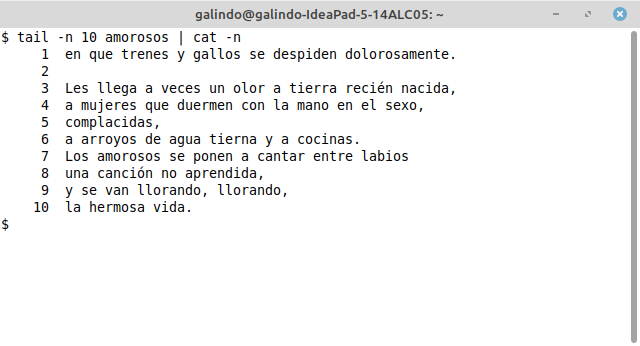 galindo@galindo-IdeaPad-5-14ALC05: ~
$ tail -n 10 amorosos | cat -n
1 en que trenes y gallos se despiden dolorosamente.
2
3 Les llega a veces un olor a tierra recién nacida,
4 a mujeres que duermen con la mano en el sexo,
5 complacidas,
6 a arroyos de agua tierna y a cocinas.
7 Los amorosos se ponen a cantar entre labios
8 una canción no aprendida,
9 y se van llorando, llorando,
10 la hermosa vida.
$